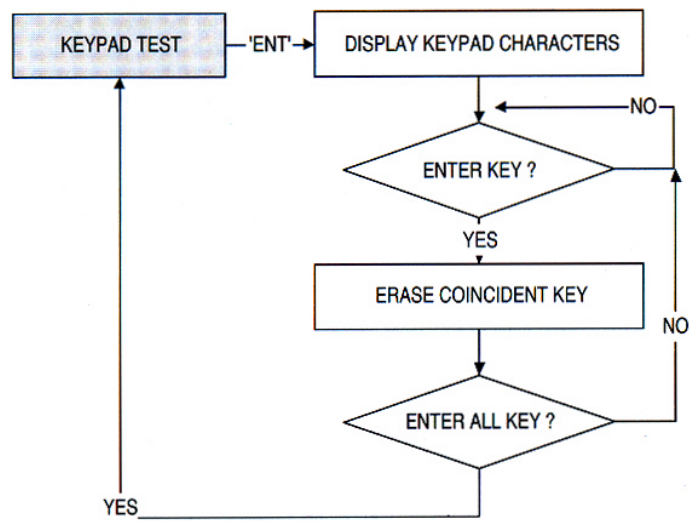 KEYPAD TEST
'ENT'
DISPLAY KEYPAD CHARACTERS
NO
ENTER KEY ?
YES
ERASE COINCIDENT KEY
NO
ENTER ALL KEY ?
YES